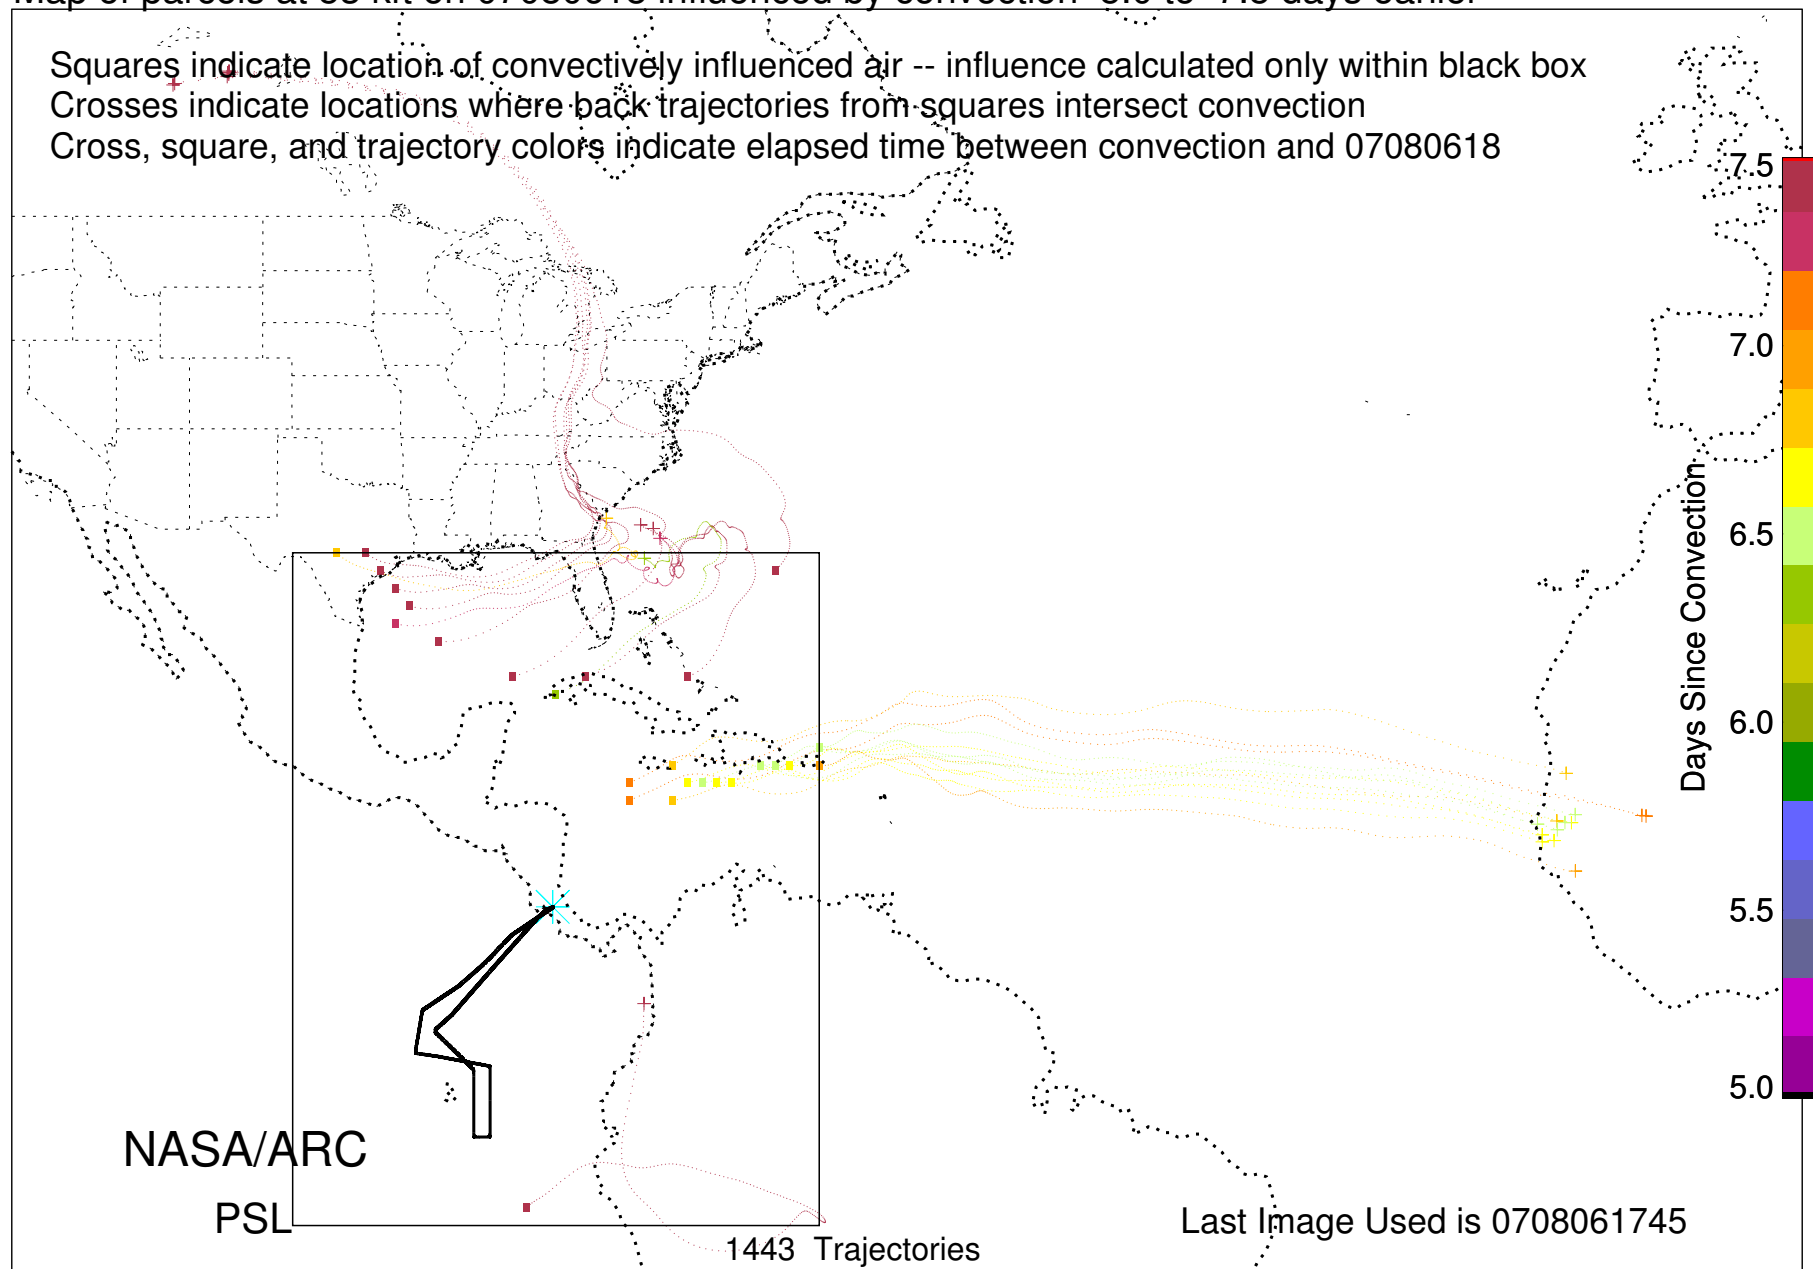 Squares indicate location of convectively influenced air -- influence calculated only within black box
Crosses indicate locations where back trajectories from squares intersect convection
Cross, square, and trajectory colors indicate elapsed time between convection and 07080618
7.5
7.0
6.5
6.0
5.5
5.0
Days Since Convection
NASA/ARC
PSL
Last Image Used is 0708061745
1443 Trajectories